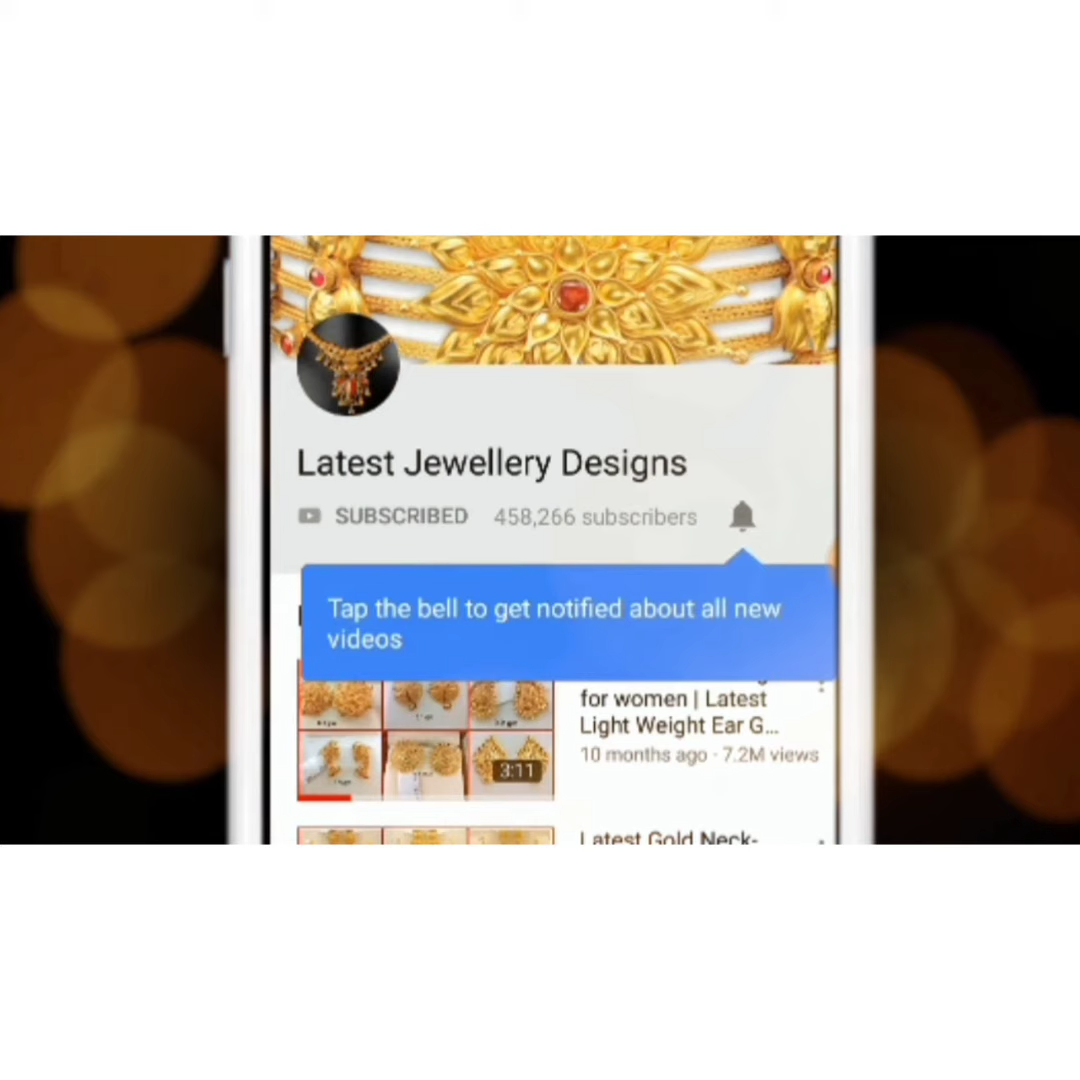 Latest Jewellery Designs
SUBSCRIBED 458,266 subscribers
Tap the bell to get notified about all new
videos
for women | Latest
Light Weight Ear G...
10 months ago · 7.2M views
3:11
Latest Gold Neck-